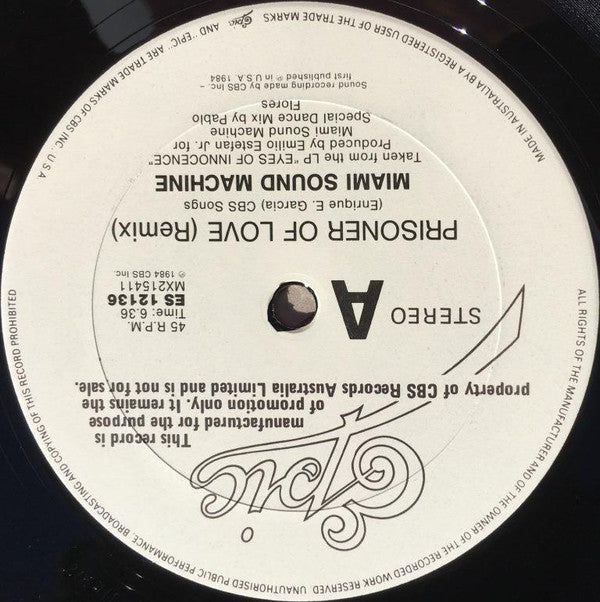 Epic
This record is
manufactured for the purpose
of promotion only. It remains the
property of CBS Records Australia Limited and is not for sale.
STEREO
A
45 R.P.M.
Time: 6.36
ES 12136
MX215411
℗ 1984 CBS Inc.
PRISONER OF LOVE (Remix)
(Enrique E. Garcia) CBS Songs
MIAMI SOUND MACHINE
Taken from the LP "EYES OF INNOCENCE"
Produced by Emilio Estefan Jr. for
Miami Sound Machine
Special Dance Mix by Pablo
Flores
Sound recording made by CBS Inc. –
first published ℗ in U.S.A. 1984
ALL RIGHTS OF THE MANUFACTURER AND OF THE OWNER OF THE RECORDED WORK RESERVED. UNAUTHORISED PUBLIC PERFORMANCE, BROADCASTING AND COPYING OF THIS RECORD PROHIBITED
MADE IN AUSTRALIA BY A REGISTERED USER OF THE TRADE MARKS Epic AND "EPIC" ARE TRADE MARKS OF CBS INC. U.S.A